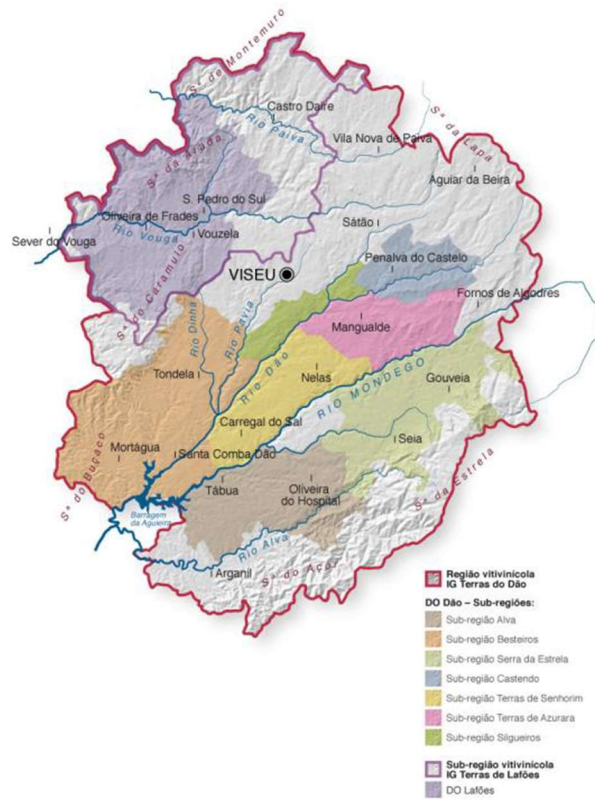 Sª de Montemuro
Castro Daire
Rio Paiva
Vila Nova de Paiva
Sª da Lapa
Sª da Arada
Aguiar da Beira
S. Pedro do Sul
Oliveira de Frades
Sátão
Sever do Vouga
Rio Vouga
Vouzela
Penalva do Castelo
VISEU
Sª do Caramulo
Fornos de Algodres
Rio Dinha
Rio Pavia
Mangualde
Rio Dão
RIO MONDEGO
Tondela
Nelas
Gouveia
Carregal do Sal
Seia
Mortágua
Santa Comba Dão
Sª do Buçaco
Tábua
Oliveira
do Hospital
Sª da Estrela
Barragem
da Aguieira
Rio Alva
Arganil
Sª do Açor
Região vitivinícola
IG Terras do Dão
DO Dão – Sub-regiões:
Sub-região Alva
Sub-região Besteiros
Sub-região Serra da Estrela
Sub-região Castendo
Sub-região Terras de Senhorim
Sub-região Terras de Azurara
Sub-região Silgueiros
Sub-região vitivinícola
IG Terras de Lafões
DO Lafões